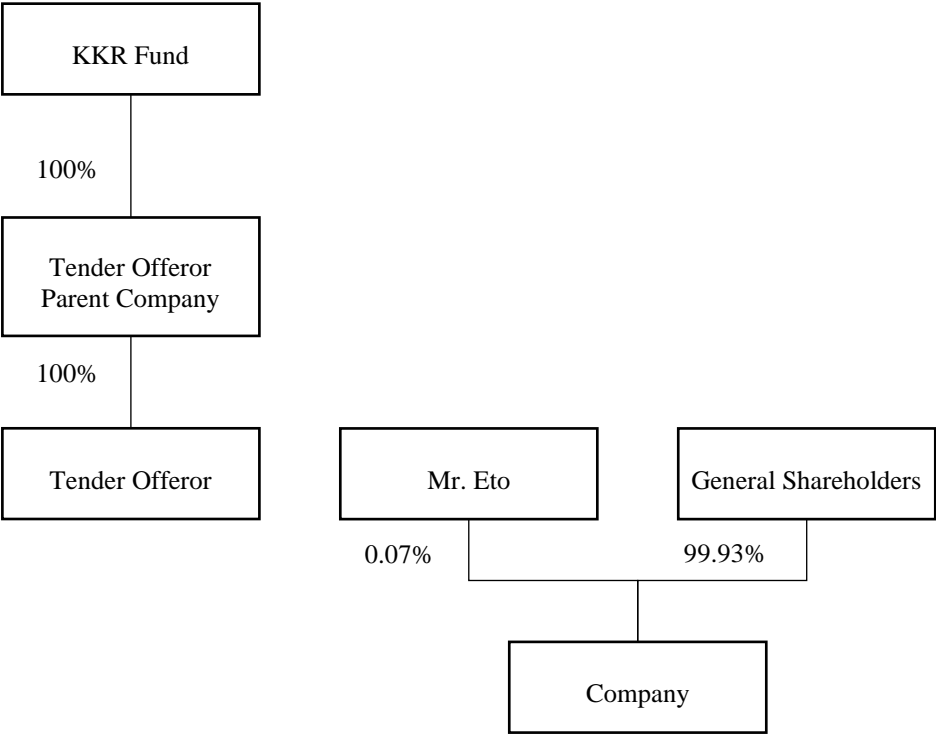 KKR Fund
100%
Tender Offeror
Parent Company
100%
Tender Offeror
Mr. Eto
General Shareholders
0.07%
99.93%
Company